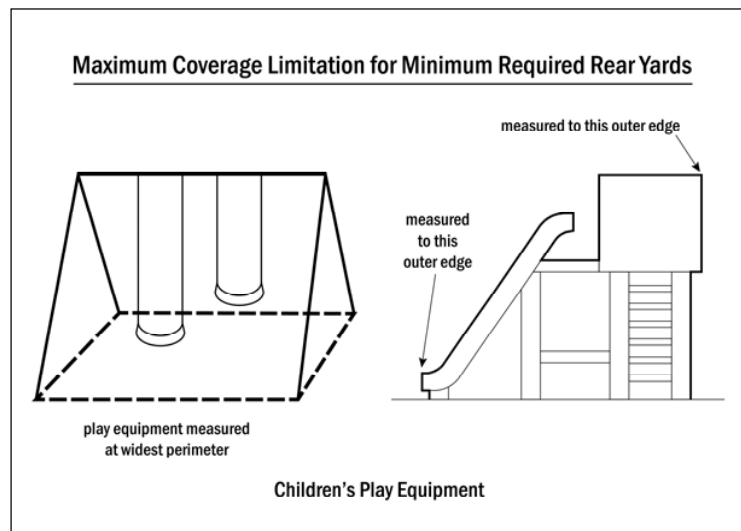 Maximum Coverage Limitation for Minimum Required Rear Yards
measured to this outer edge
measured
to this
outer edge
play equipment measured
at widest perimeter
Children's Play Equipment